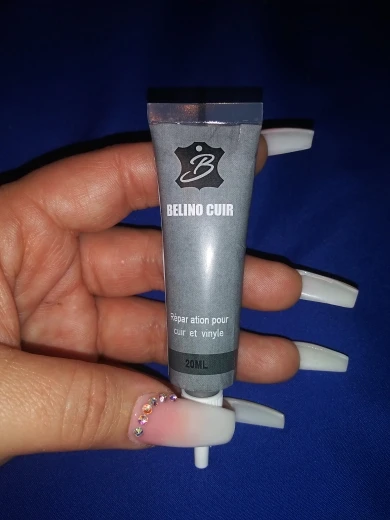 B
BELINO CUIR
Répar ation pour
cuir et vinyle
20ML